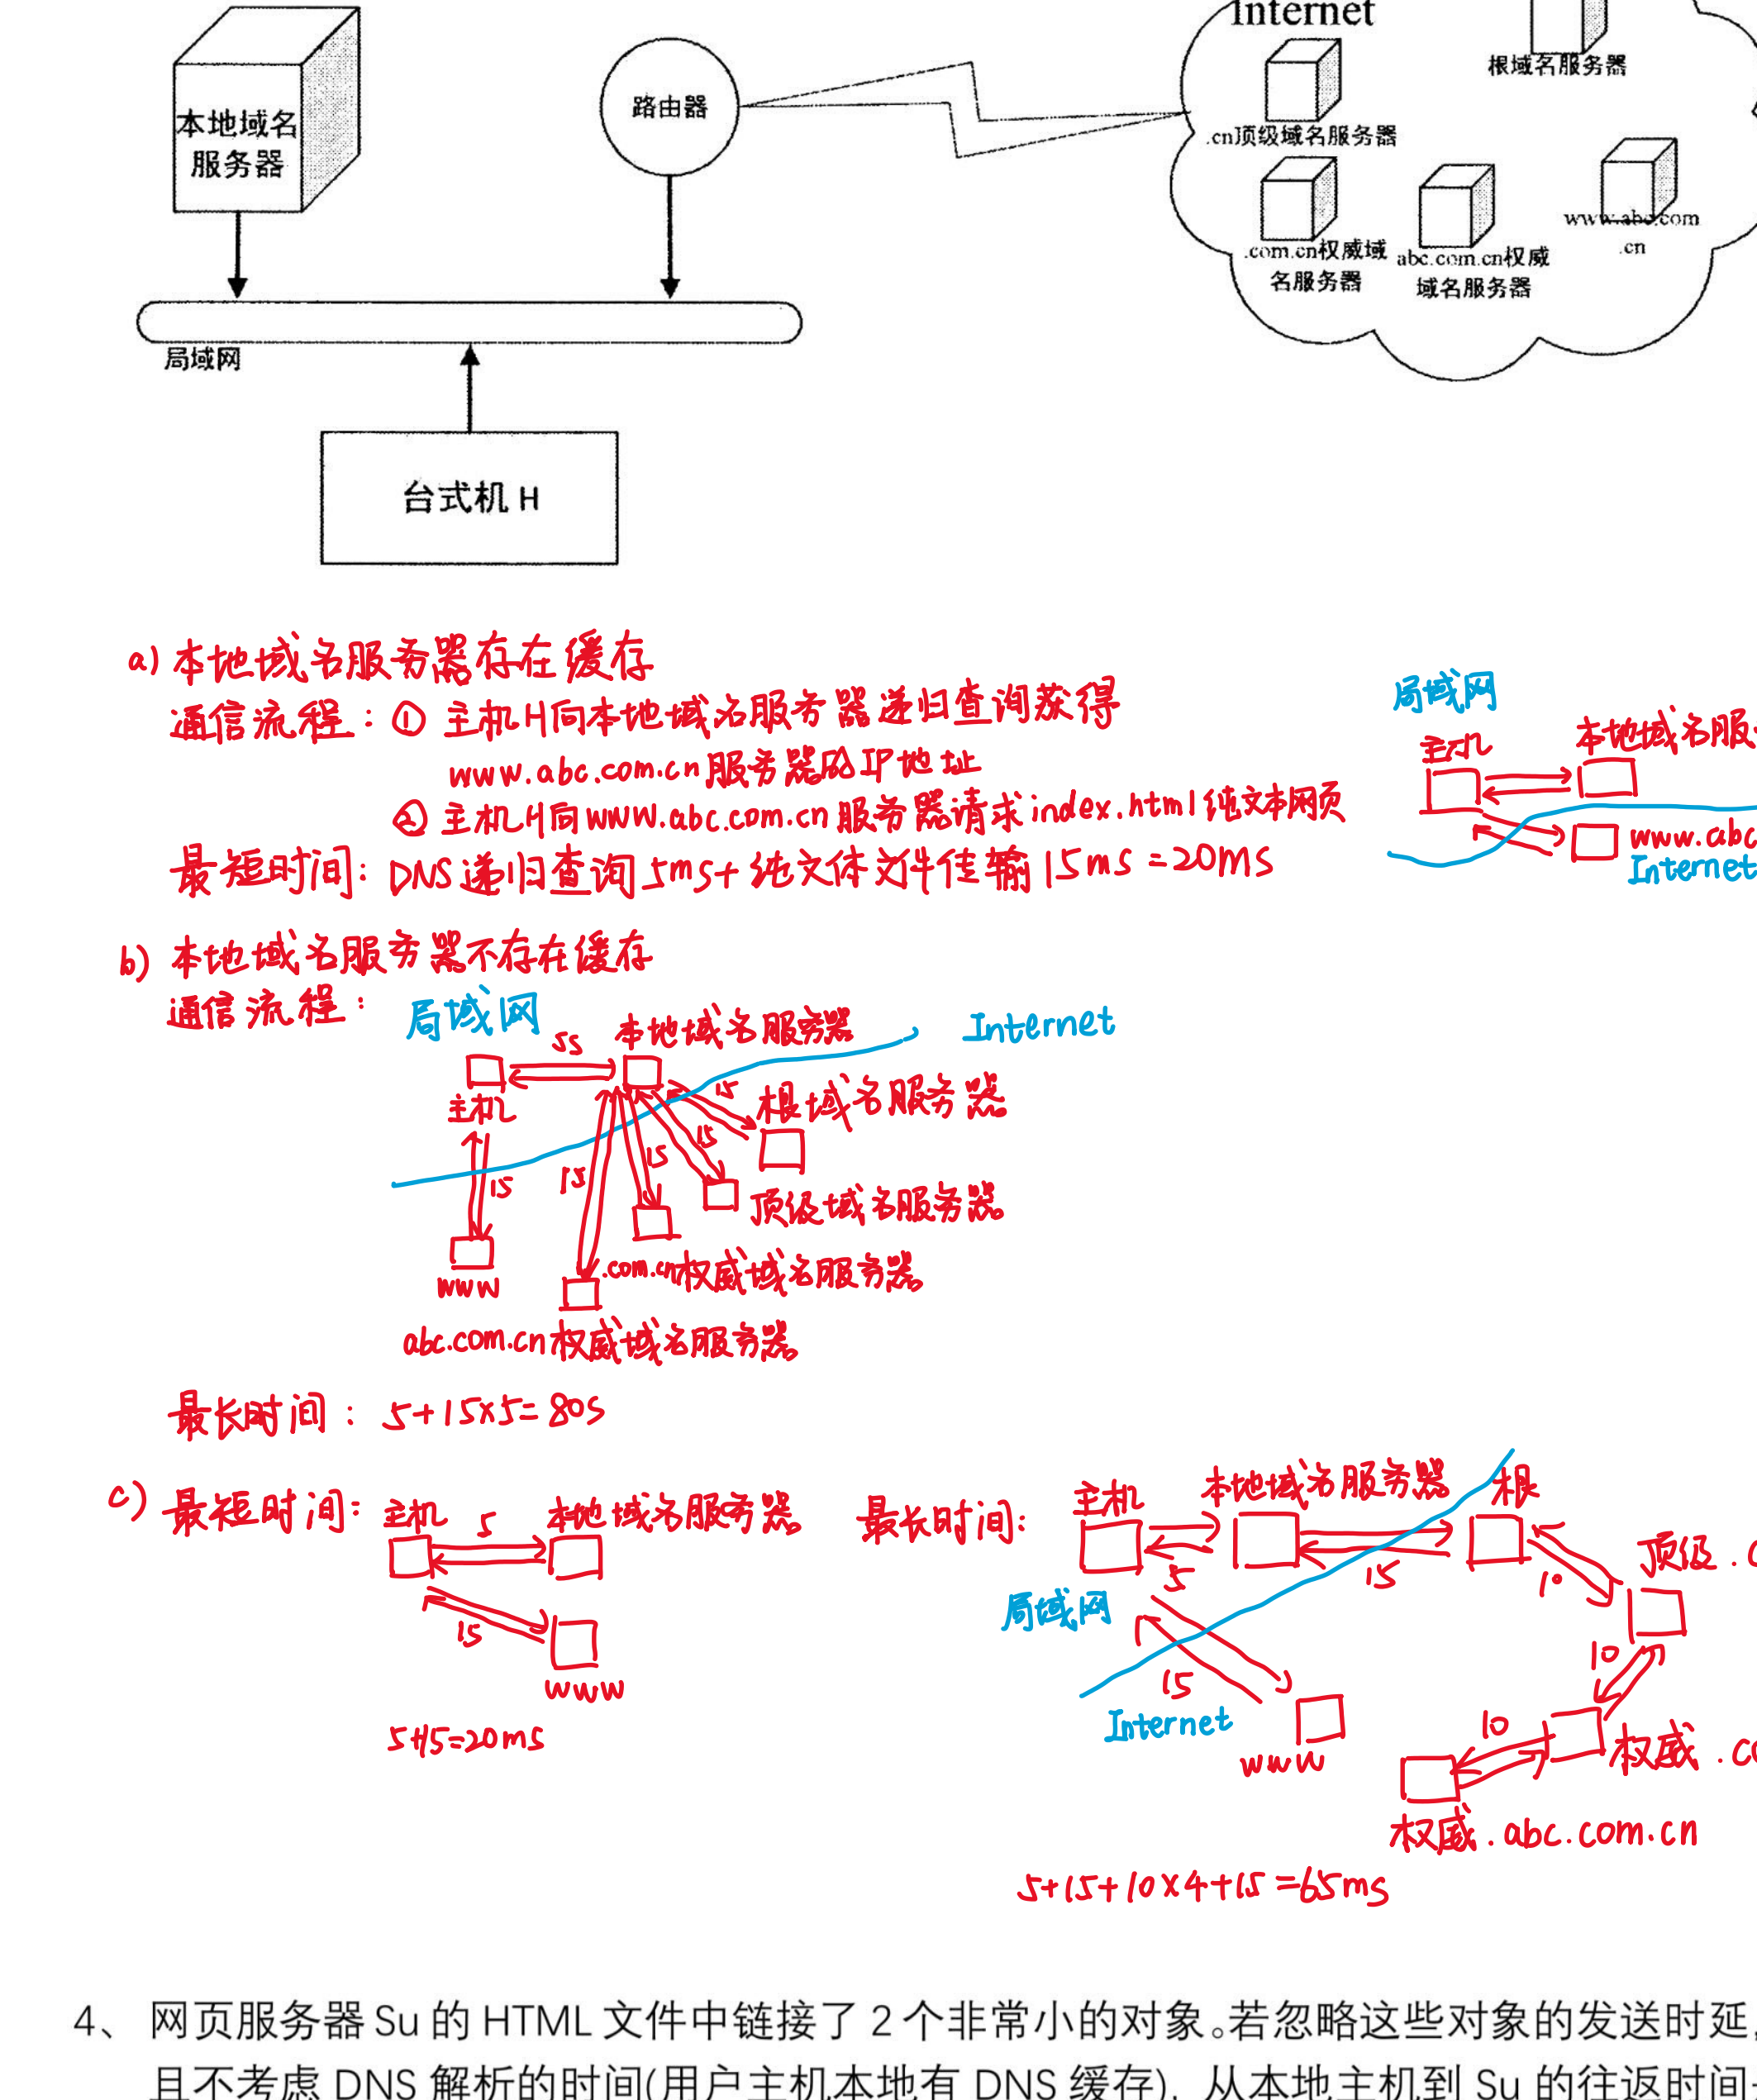 Internet
根域名服务器
本地域名
服务器
路由器
.cn顶级域名服务器
www.abc.com
.cn
.com.cn权威域
名服务器
abc.com.cn权威
域名服务器
局域网
台式机 H
a) 本地域名服务器存在缓存
通信流程：① 主机H向本地域名服务器递归查询获得
www.abc.com.cn服务器的IP地址
② 主机H向www.abc.com.cn服务器请求index.html纯文本网页
最短时间：DNS递归查询5ms+纯文体文件传输15ms=20ms
局域网
主机
本地域名服
www.abc
Internet
b) 本地域名服务器不存在缓存
通信流程：
局域网
5s
本地域名服务器
Internet
主机
15
根域名服务器
15
15
15
15
顶级域名服务器
www
.com.cn权威域名服务器
abc.com.cn权威域名服务器
最长时间：5+15×5=80s
c) 最短时间：
主机
5
本地域名服务器
15
www
5+15=20ms
最长时间：
主机
本地域名服务器
根
5
15
10
顶级.
局域网
15
10
Internet
www
10
权威.c
权威.abc.com.cn
5+15+10×4+15=65ms
4、 网页服务器 Su 的 HTML 文件中链接了 2 个非常小的对象。若忽略这些对象的发送时延,
且不考虑 DNS 解析的时间(用户主机本地有 DNS 缓存)，从本地主机到 Su 的往返时间